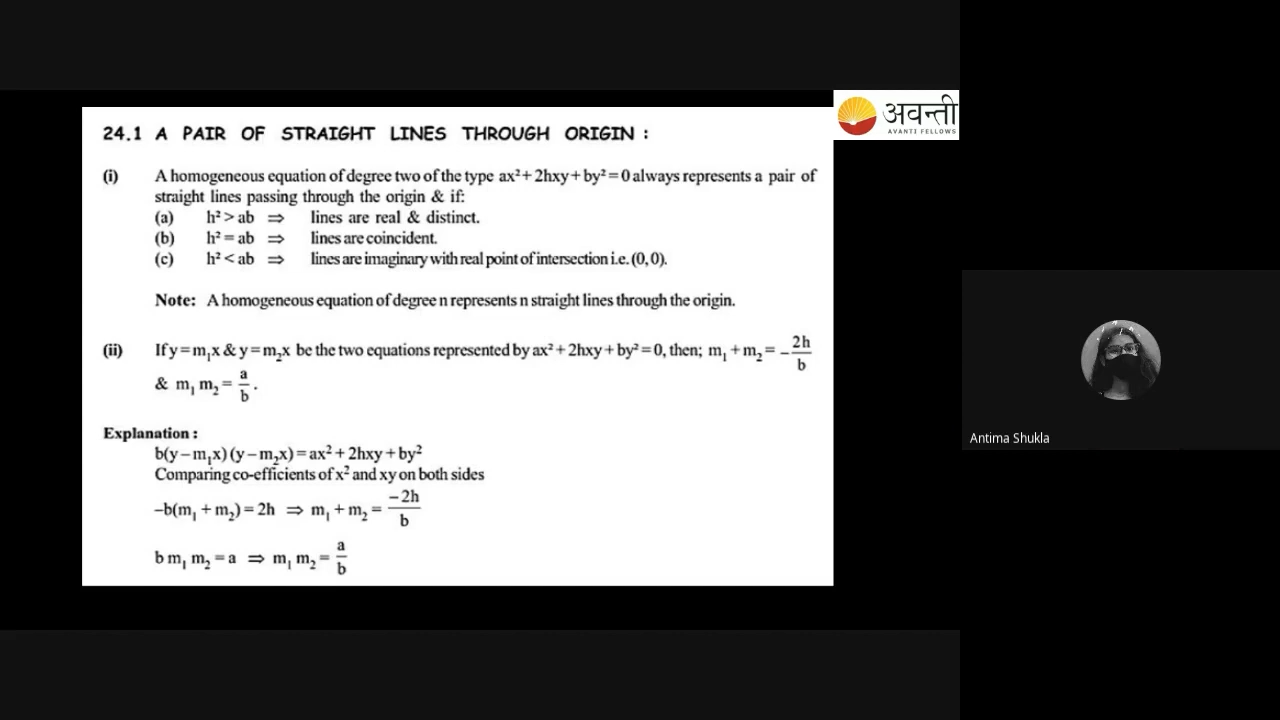 24.1 A PAIR OF STRAIGHT LINES THROUGH ORIGIN :
अवन्ती
AVANTI FELLOWS
(i) A homogeneous equation of degree two of the type ax²+ 2hxy + by² = 0 always represents a pair of
straight lines passing through the origin & if:
(a) h² > ab ⇒ lines are real & distinct.
(b) h² = ab ⇒ lines are coincident.
(c) h² < ab ⇒ lines are imaginary with real point of intersection i.e. (0, 0).
Note: A homogeneous equation of degree n represents n straight lines through the origin.
(ii) If y = m₁x & y = m₂x be the two equations represented by ax² + 2hxy + by² = 0, then; m₁ + m₂ = −2h/b
& m₁ m₂ = a/b .
Explanation :
b(y – m₁x) (y – m₂x) = ax² + 2hxy + by²
Comparing co-efficients of x² and xy on both sides
–b(m₁ + m₂) = 2h ⇒ m₁ + m₂ = −2h/b
b m₁ m₂ = a ⇒ m₁ m₂ = a/b
Antima Shukla